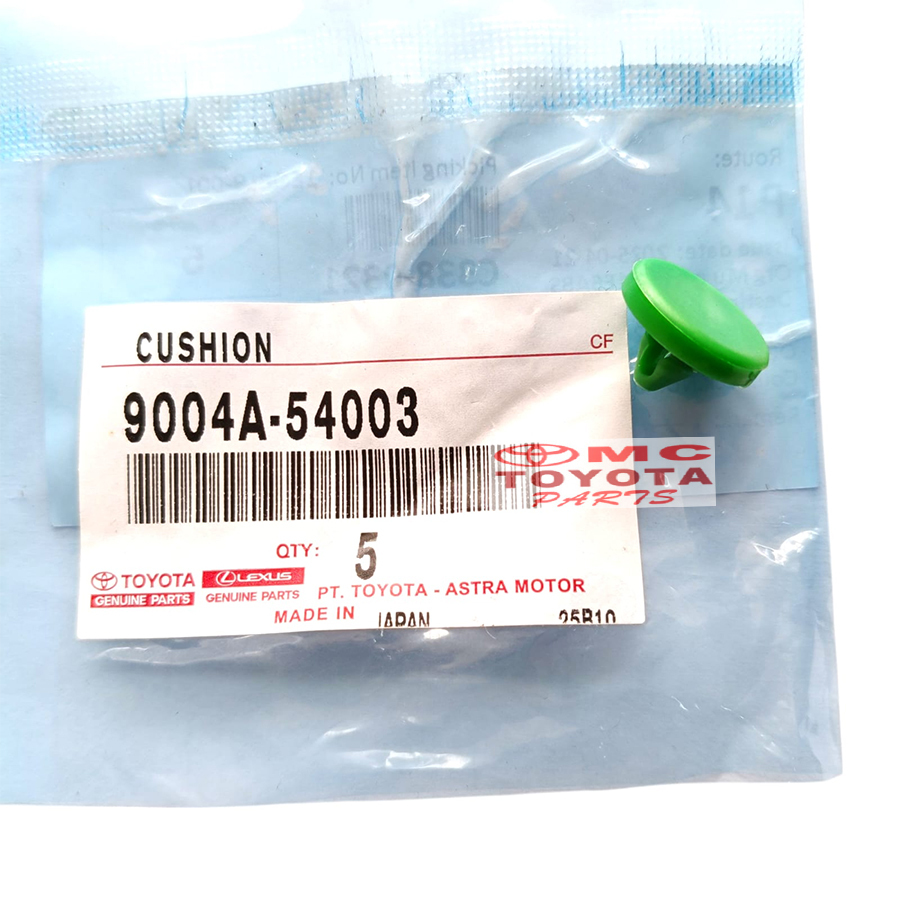 Route:
Picking Item No:
CUSHION
CF
9004A-54003
OMC
TOYOTA
PARTS
QTY: 5
TOYOTA
GENUINE PARTS
LEXUS
GENUINE PARTS
PT. TOYOTA - ASTRA MOTOR
MADE IN JAPAN 25B10